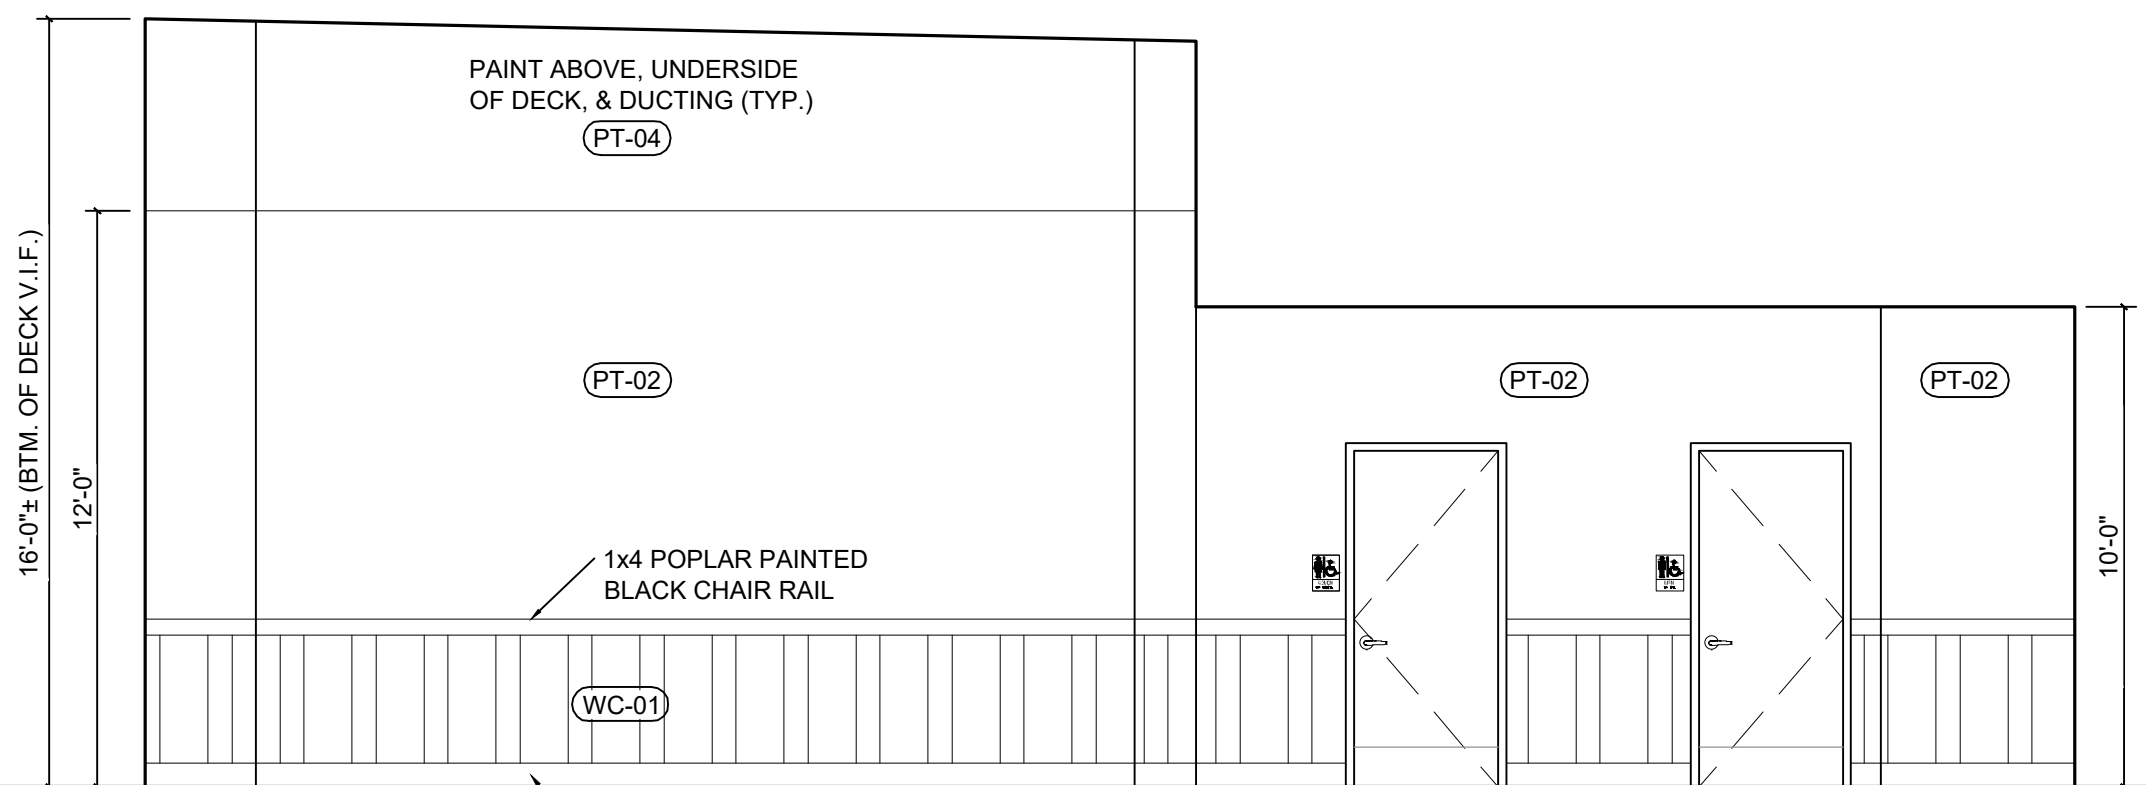 PAINT ABOVE, UNDERSIDE
OF DECK, & DUCTING (TYP.)
PT-04
16'-0"± (BTM. OF DECK V.I.F.)
12'-0"
PT-02
PT-02
PT-02
10'-0"
1x4 POPLAR PAINTED
BLACK CHAIR RAIL
WC-01